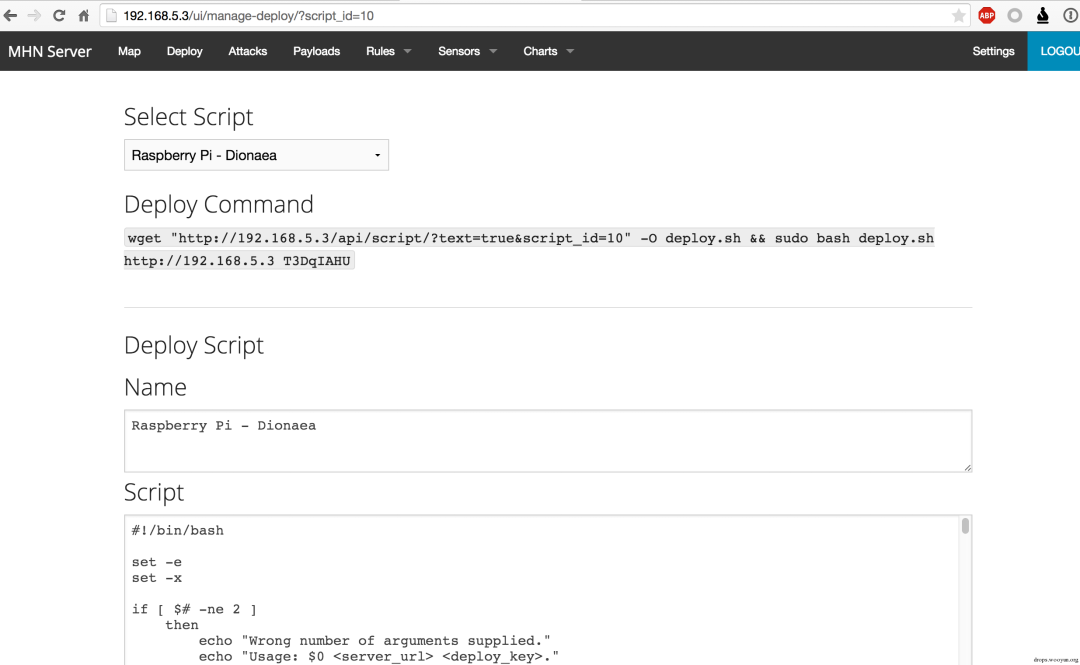 192.168.5.3/ui/manage-deploy/?script_id=10
ABP
MHN Server Map Deploy Attacks Payloads Rules Sensors Charts Settings LOGOU
Select Script
Raspberry Pi - Dionaea
Deploy Command
wget "http://192.168.5.3/api/script/?text=true&script_id=10" -O deploy.sh && sudo bash deploy.sh
http://192.168.5.3 T3DqIAHU
Deploy Script
Name
Raspberry Pi - Dionaea
Script
#!/bin/bash
set -e
set -x
if [ $# -ne 2 ]
then
echo "Wrong number of arguments supplied."
echo "Usage: $0 <server_url> <deploy_key>."
drops.wooyun.org